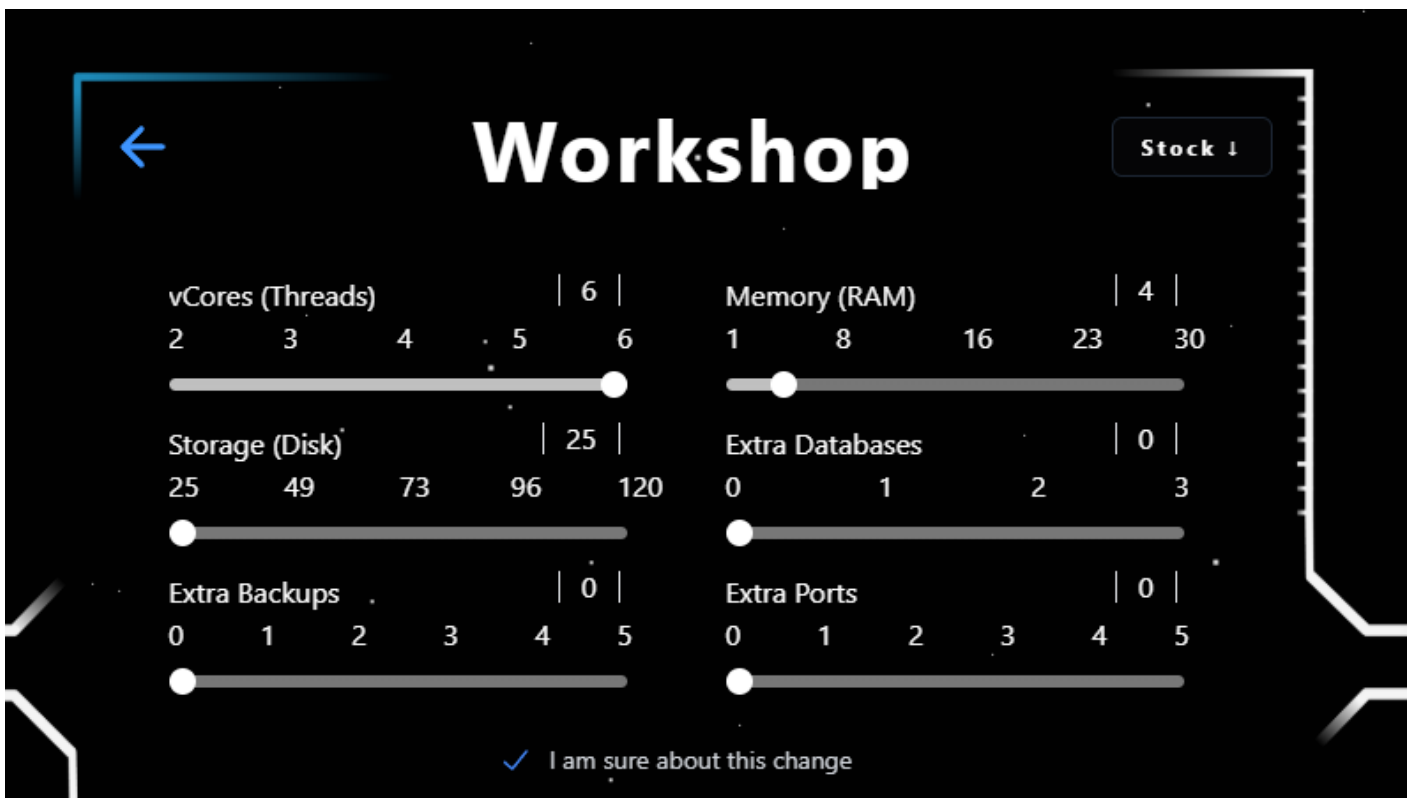 Workshop
Stock ↓
vCores (Threads) | 6 |
2 3 4 5 6
Memory (RAM) | 4 |
1 8 16 23 30
Storage (Disk) | 25 |
25 49 73 96 120
Extra Databases | 0 |
0 1 2 3
Extra Backups | 0 |
0 1 2 3 4 5
Extra Ports | 0 |
0 1 2 3 4 5
I am sure about this change